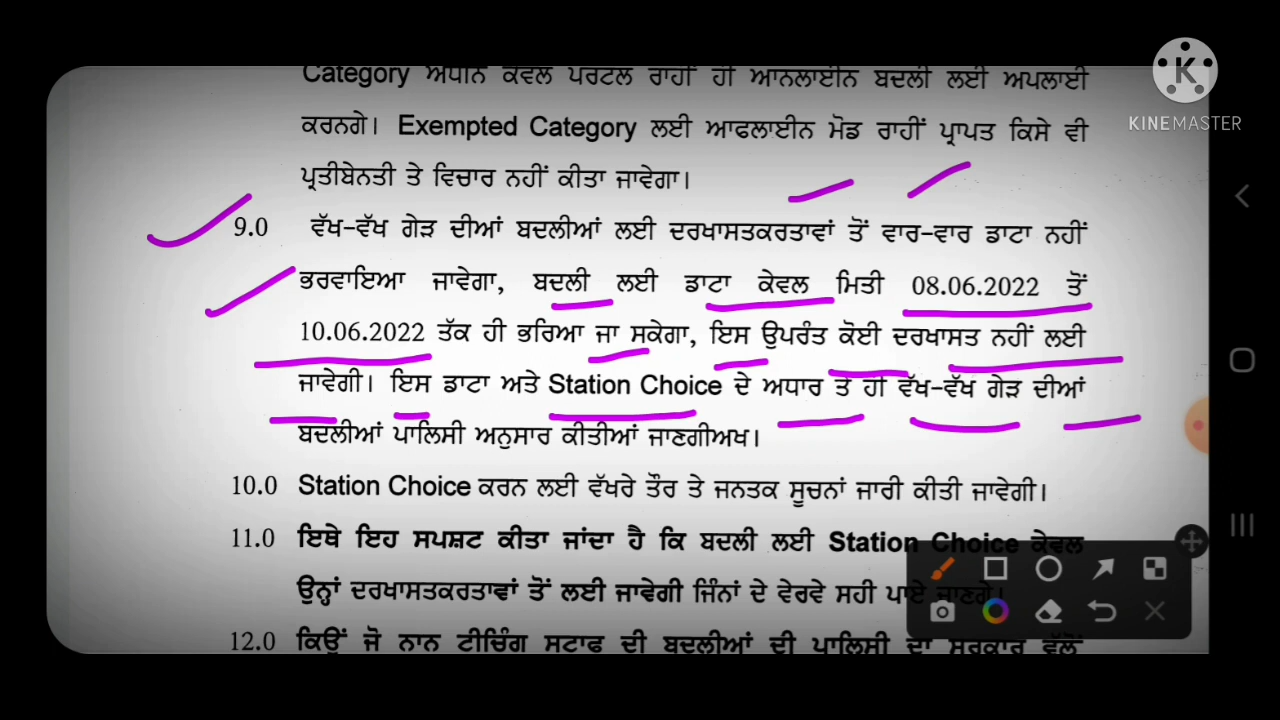 Category ਅਧੀਨ ਕੇਵਲ ਪੋਰਟਲ ਰਾਹੀਂ ਹੀ ਆਨਲਾਈਨ ਬਦਲੀ ਲਈ ਅਪਲਾਈ
ਕਰਨਗੇ। Exempted Category ਲਈ ਆਫਲਾਈਨ ਮੋਡ ਰਾਹੀਂ ਪ੍ਰਾਪਤ ਕਿਸੇ ਵੀ
KINEMASTER
ਪ੍ਰਤੀਬੇਨਤੀ ਤੇ ਵਿਚਾਰ ਨਹੀਂ ਕੀਤਾ ਜਾਵੇਗਾ।
9.0 ਵੱਖ-ਵੱਖ ਗੇੜ ਦੀਆਂ ਬਦਲੀਆਂ ਲਈ ਦਰਖਾਸਤਕਰਤਾਵਾਂ ਤੋਂ ਵਾਰ-ਵਾਰ ਡਾਟਾ ਨਹੀਂ
ਭਰਵਾਇਆ ਜਾਵੇਗਾ, ਬਦਲੀ ਲਈ ਡਾਟਾ ਕੇਵਲ ਮਿਤੀ 08.06.2022 ਤੋਂ
10.06.2022 ਤੱਕ ਹੀ ਭਰਿਆ ਜਾ ਸਕੇਗਾ, ਇਸ ਉਪਰੰਤ ਕੋਈ ਦਰਖਾਸਤ ਨਹੀਂ ਲਈ
ਜਾਵੇਗੀ। ਇਸ ਡਾਟਾ ਅਤੇ Station Choice ਦੇ ਅਧਾਰ ਤੇ ਹੀ ਵੱਖ-ਵੱਖ ਗੇੜ ਦੀਆਂ
ਬਦਲੀਆਂ ਪਾਲਿਸੀ ਅਨੁਸਾਰ ਕੀਤੀਆਂ ਜਾਣਗੀਅਖ।
10.0 Station Choice ਕਰਨ ਲਈ ਵੱਖਰੇ ਤੌਰ ਤੇ ਜਨਤਕ ਸੂਚਨਾਂ ਜਾਰੀ ਕੀਤੀ ਜਾਵੇਗੀ।
11.0 ਇਥੇ ਇਹ ਸਪਸ਼ਟ ਕੀਤਾ ਜਾਂਦਾ ਹੈ ਕਿ ਬਦਲੀ ਲਈ Station Choice ਕੇਵਲ
ਉਨ੍ਹਾਂ ਦਰਖਾਸਤਕਰਤਾਵਾਂ ਤੋਂ ਲਈ ਜਾਵੇਗੀ ਜਿੰਨਾਂ ਦੇ ਵੇਰਵੇ ਸਹੀ ਪਾਏ ਜਾਣਗੇ।
12.0 ਕਿਉਂ ਜੋ ਨਾਨ ਟੀਚਿੰਗ ਸਟਾਫ ਦੀ ਬਦਲੀਆਂ ਦੀ ਪਾਲਿਸੀ ਦਾ ਸਰਕਾਰ ਵੱਲੋਂ